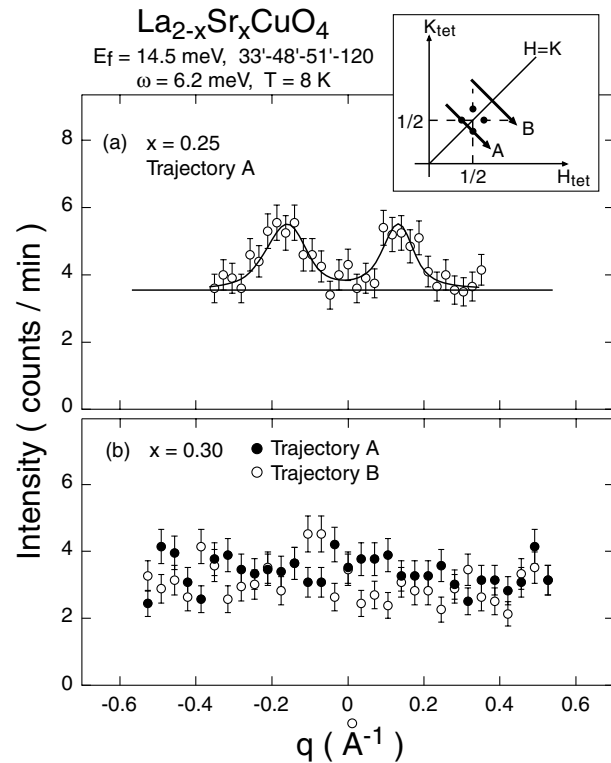 La2-xSrxCuO4
Ef = 14.5 meV, 33'-48'-51'-120
ω = 6.2 meV, T = 8 K
Ktet
H=K
1/2
B
A
1/2
Htet
(a) x = 0.25
Trajectory A
8
6
4
2
0
(b) x = 0.30
Trajectory A
Trajectory B
6
4
2
0
-0.6 -0.4 -0.2 0 0.2 0.4 0.6
q ( Å-1 )
Intensity ( counts / min )